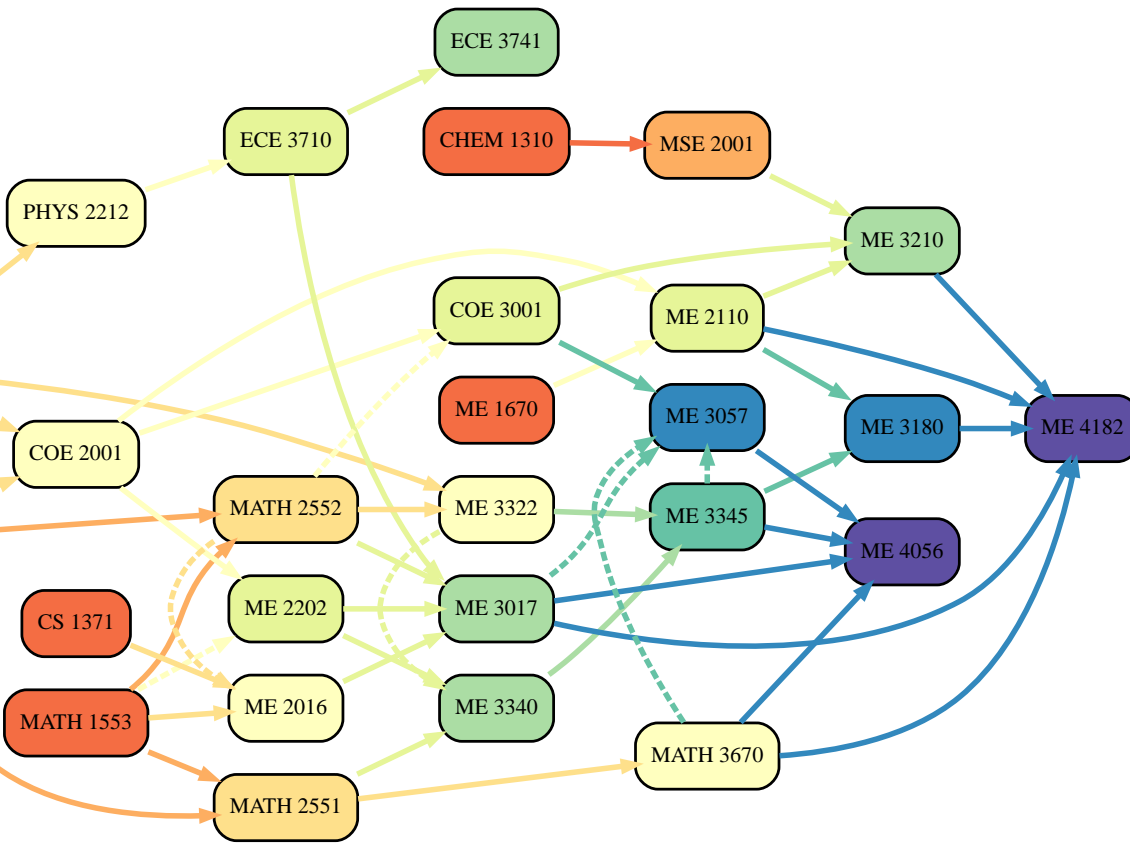 ECE 3741
ECE 3710
CHEM 1310
MSE 2001
PHYS 2212
ME 3210
COE 3001
ME 2110
ME 1670
ME 3057
ME 3180
ME 4182
COE 2001
MATH 2552
ME 3322
ME 3345
ME 4056
CS 1371
ME 2202
ME 3017
MATH 1553
ME 2016
ME 3340
MATH 3670
MATH 2551